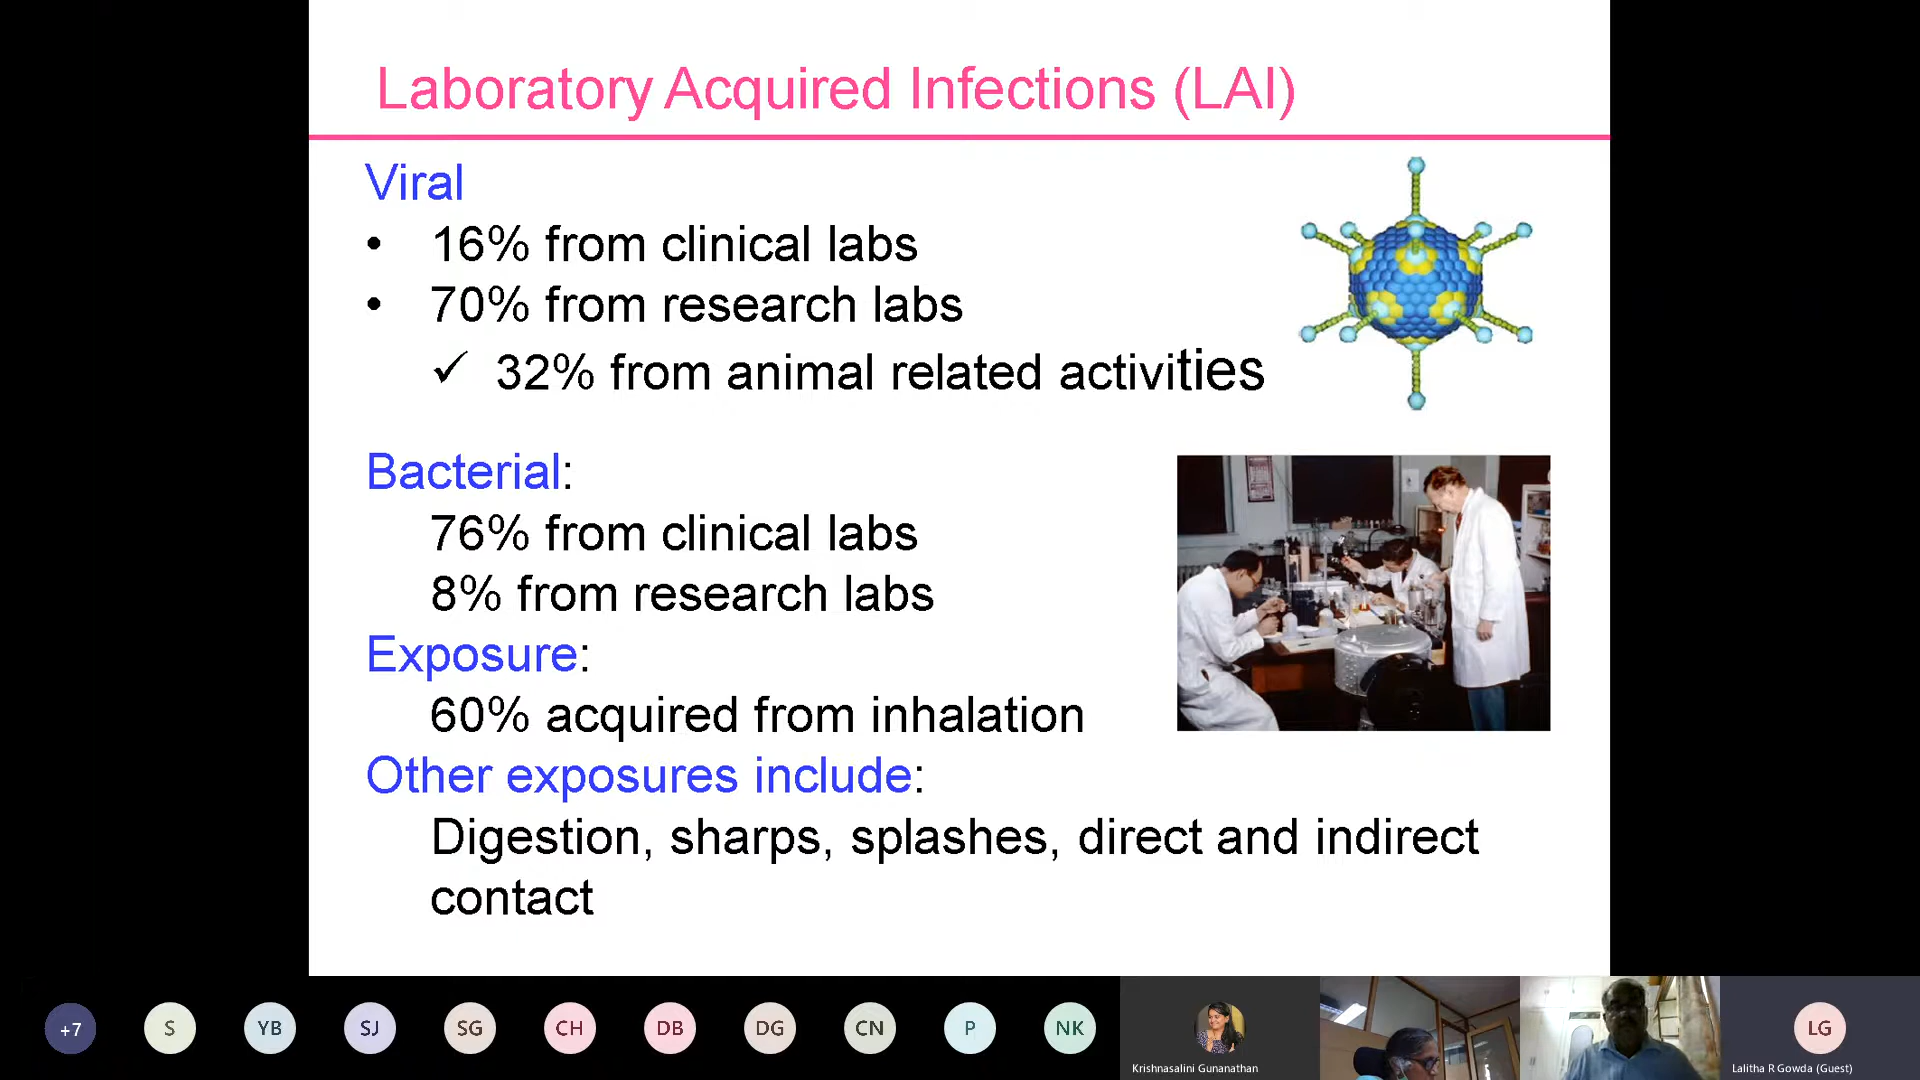 Laboratory Acquired Infections (LAI)
Viral
• 16% from clinical labs
• 70% from research labs
✓ 32% from animal related activities
Bacterial:
76% from clinical labs
8% from research labs
Exposure:
60% acquired from inhalation
Other exposures include:
Digestion, sharps, splashes, direct and indirect
contact
+7 S YB SJ SG CH DB DG CN P NK LG
Krishnasalini Gunanathan
Lalitha R Gowda (Guest)